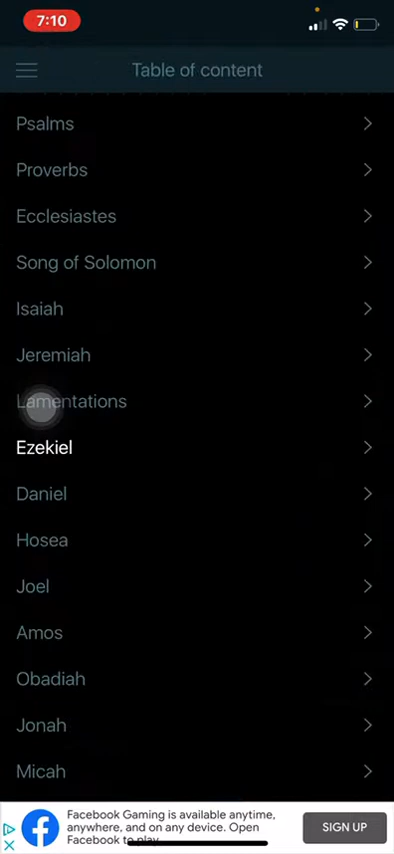 7:10
Table of content
Psalms
Proverbs
Ecclesiastes
Song of Solomon
Isaiah
Jeremiah
Lamentations
Ezekiel
Daniel
Hosea
Joel
Amos
Obadiah
Jonah
Micah
Facebook Gaming is available anytime,
anywhere, and on any device. Open
Facebook to play.
SIGN UP